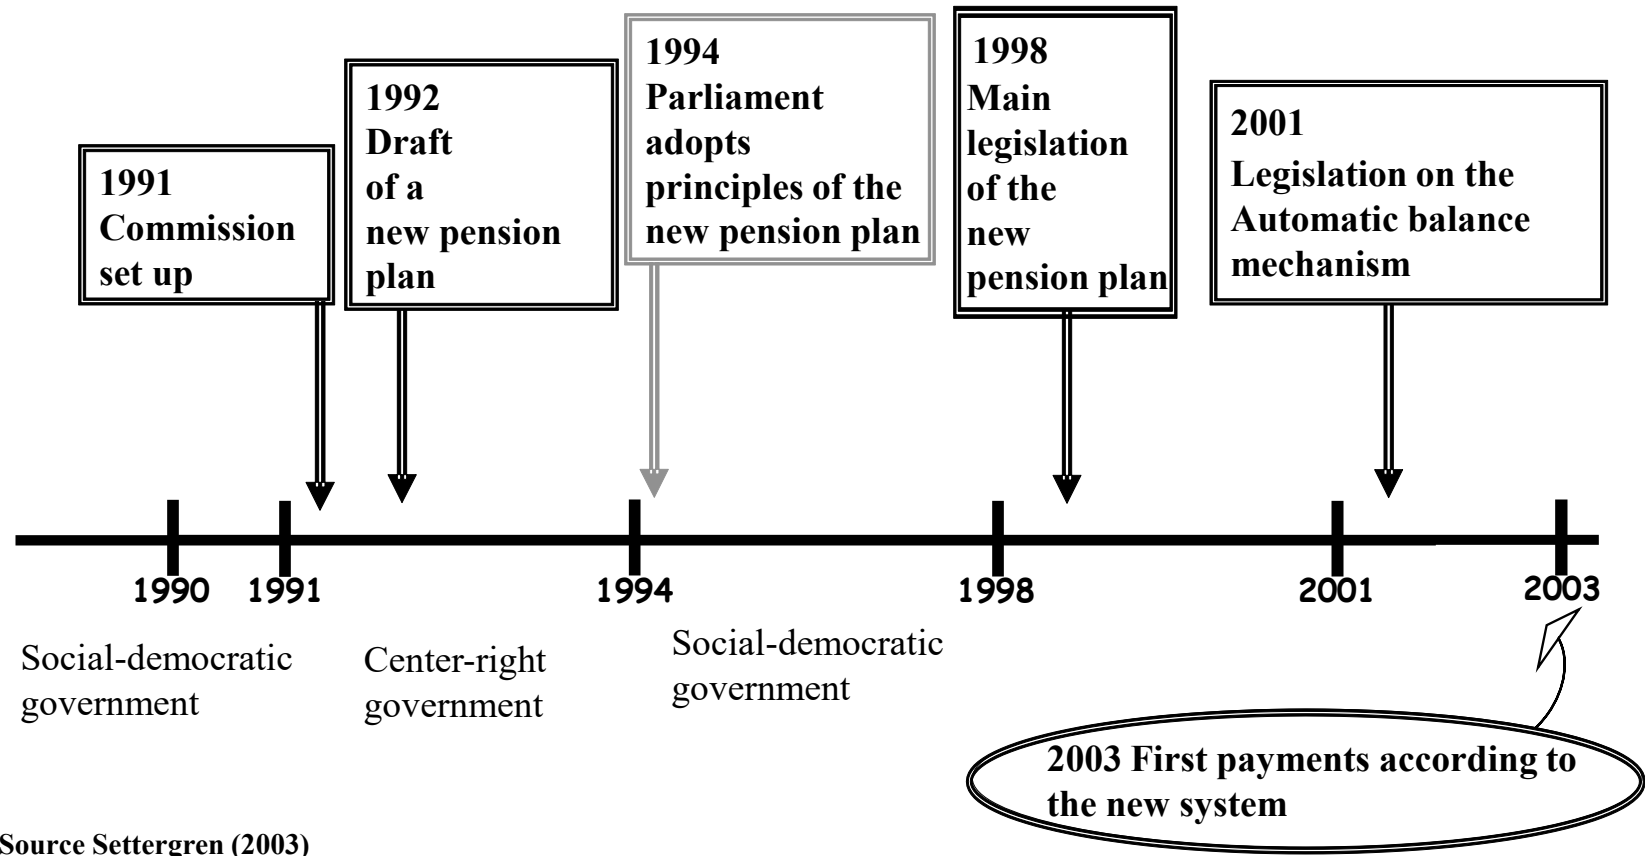 1991
Commission
set up
1992
Draft
of a
new pension
plan
1994
Parliament
adopts
principles of the
new pension plan
1998
Main
legislation
of the
new
pension plan
2001
Legislation on the
Automatic balance
mechanism
1990
1991
1994
1998
2001
2003
Social-democratic
government
Center-right
government
Social-democratic
government
2003 First payments according to
the new system
Source Settergren (2003)